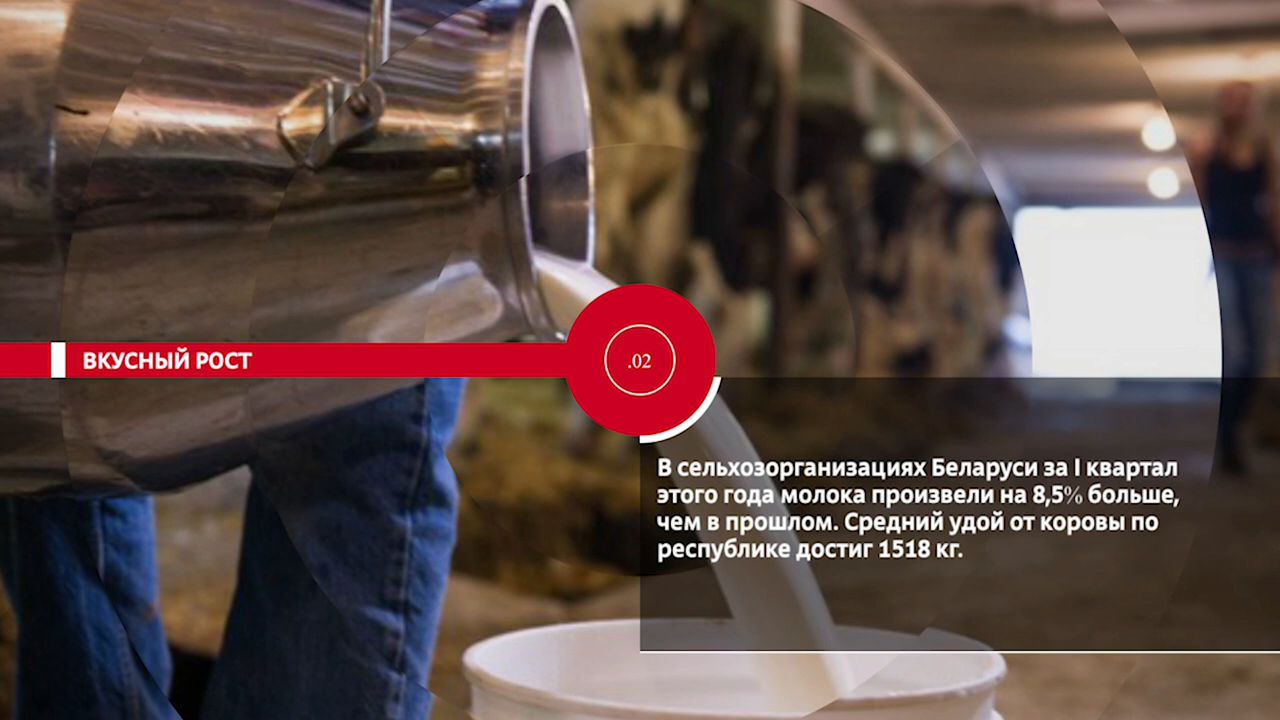 ВКУСНЫЙ РОСТ
.02
В сельхозорганизациях Беларуси за I квартал
этого года молока произвели на 8,5% больше,
чем в прошлом. Средний удой от коровы по
республике достиг 1518 кг.